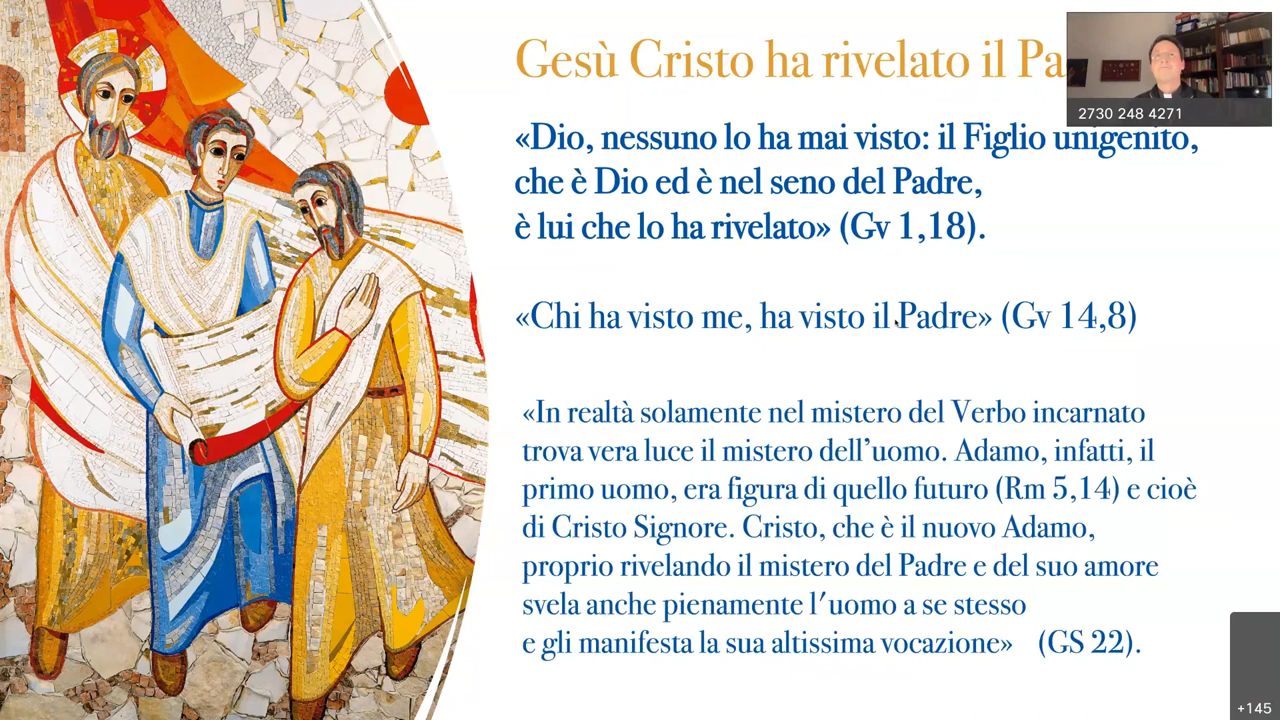 Gesù Cristo ha rivelato il Pa
2730 248 4271
«Dio, nessuno lo ha mai visto: il Figlio unigenito,
che è Dio ed è nel seno del Padre,
è lui che lo ha rivelato» (Gv 1,18).
«Chi ha visto me, ha visto il Padre» (Gv 14,8)
«In realtà solamente nel mistero del Verbo incarnato
trova vera luce il mistero dell’uomo. Adamo, infatti, il
primo uomo, era figura di quello futuro (Rm 5,14) e cioè
di Cristo Signore. Cristo, che è il nuovo Adamo,
proprio rivelando il mistero del Padre e del suo amore
svela anche pienamente l'uomo a se stesso
e gli manifesta la sua altissima vocazione» (GS 22).
+145